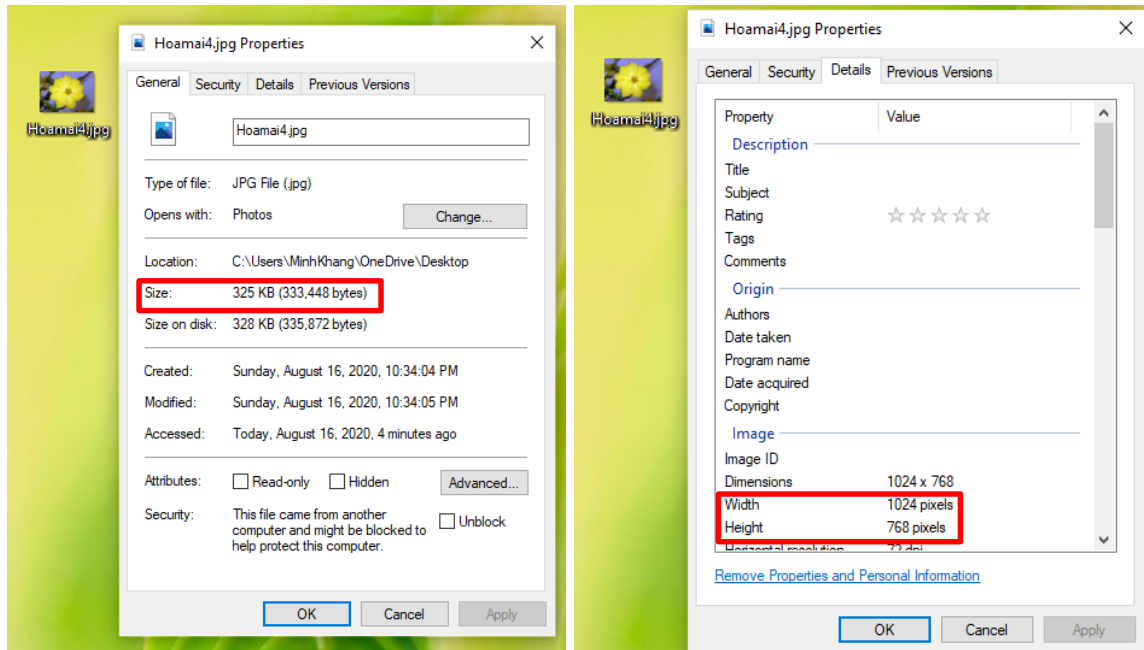 Hoamai4.jpg
Hoamai4.jpg Properties
General Security Details Previous Versions
Hoamai4.jpg
Type of file: JPG File (.jpg)
Opens with: Photos Change...
Location: C:\Users\MinhKhang\OneDrive\Desktop
Size: 325 KB (333,448 bytes)
Size on disk: 328 KB (335,872 bytes)
Created: Sunday, August 16, 2020, 10:34:04 PM
Modified: Sunday, August 16, 2020, 10:34:05 PM
Accessed: Today, August 16, 2020, 4 minutes ago
Attributes: Read-only Hidden Advanced...
Security: This file came from another
computer and might be blocked to
help protect this computer.
Unblock
OK Cancel Apply
Hoamai4.jpg
Hoamai4.jpg Properties
General Security Details Previous Versions
Property Value
Description
Title
Subject
Rating
Tags
Comments
Origin
Authors
Date taken
Program name
Date acquired
Copyright
Image
Image ID
Dimensions 1024 x 768
Width 1024 pixels
Height 768 pixels
Horizontal resolution 72 dpi
Remove Properties and Personal Information
OK Cancel Apply